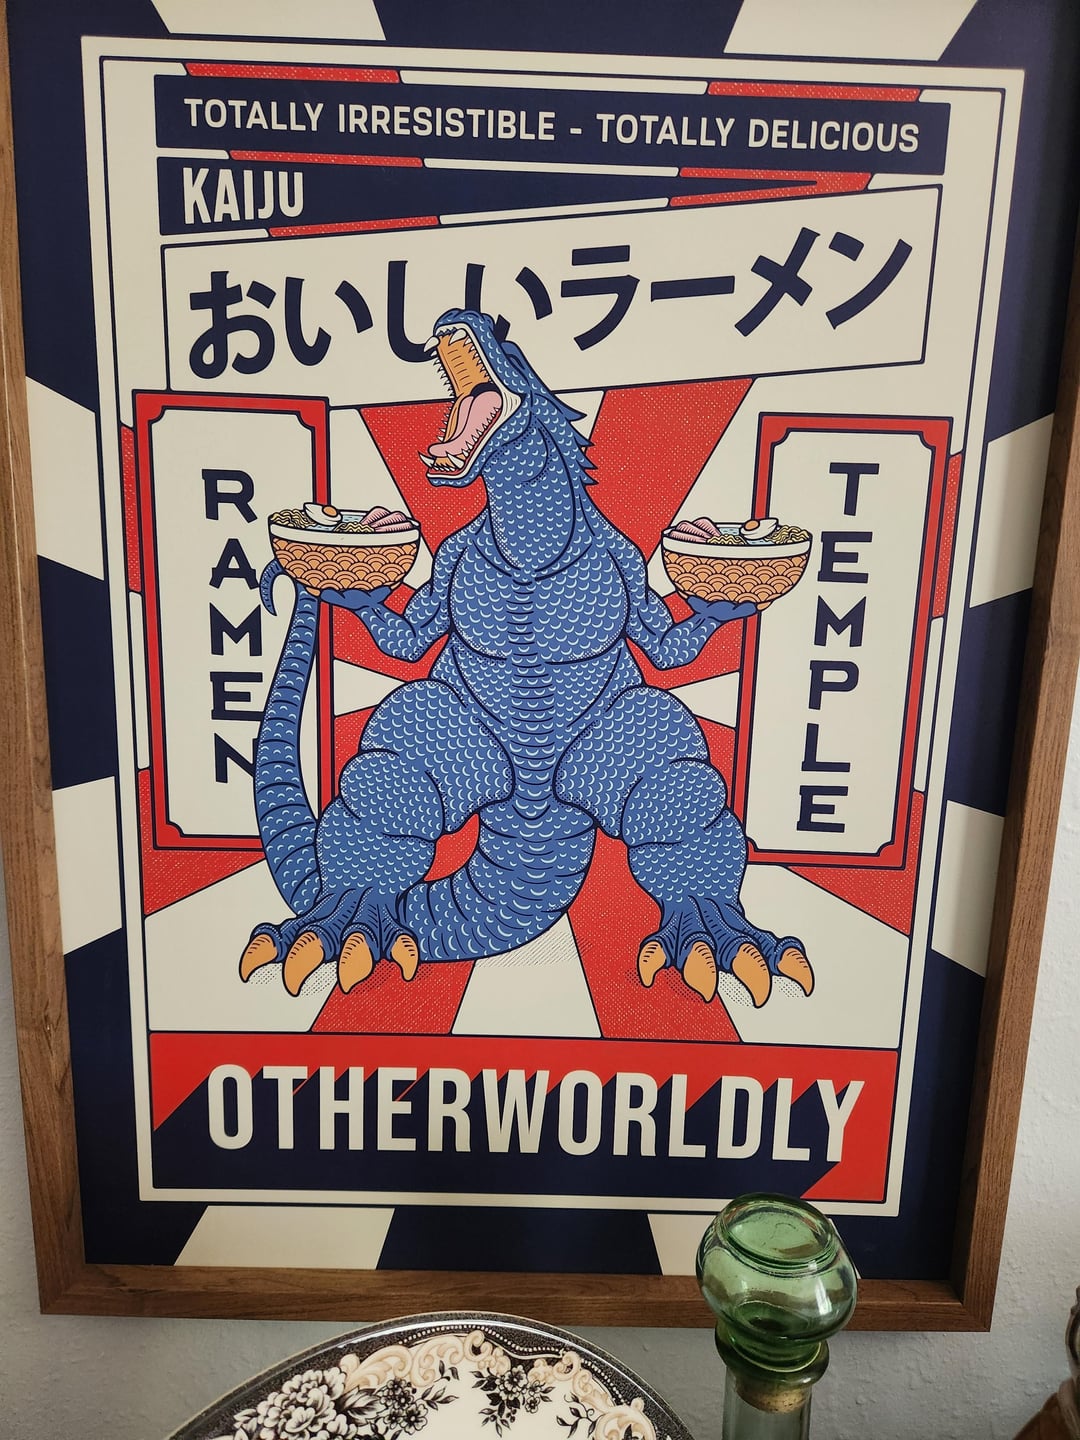 TOTALLY IRRESISTIBLE - TOTALLY DELICIOUS
KAIJU
おいしいラーメン
RAMEN
TEMPLE
OTHERWORLDLY